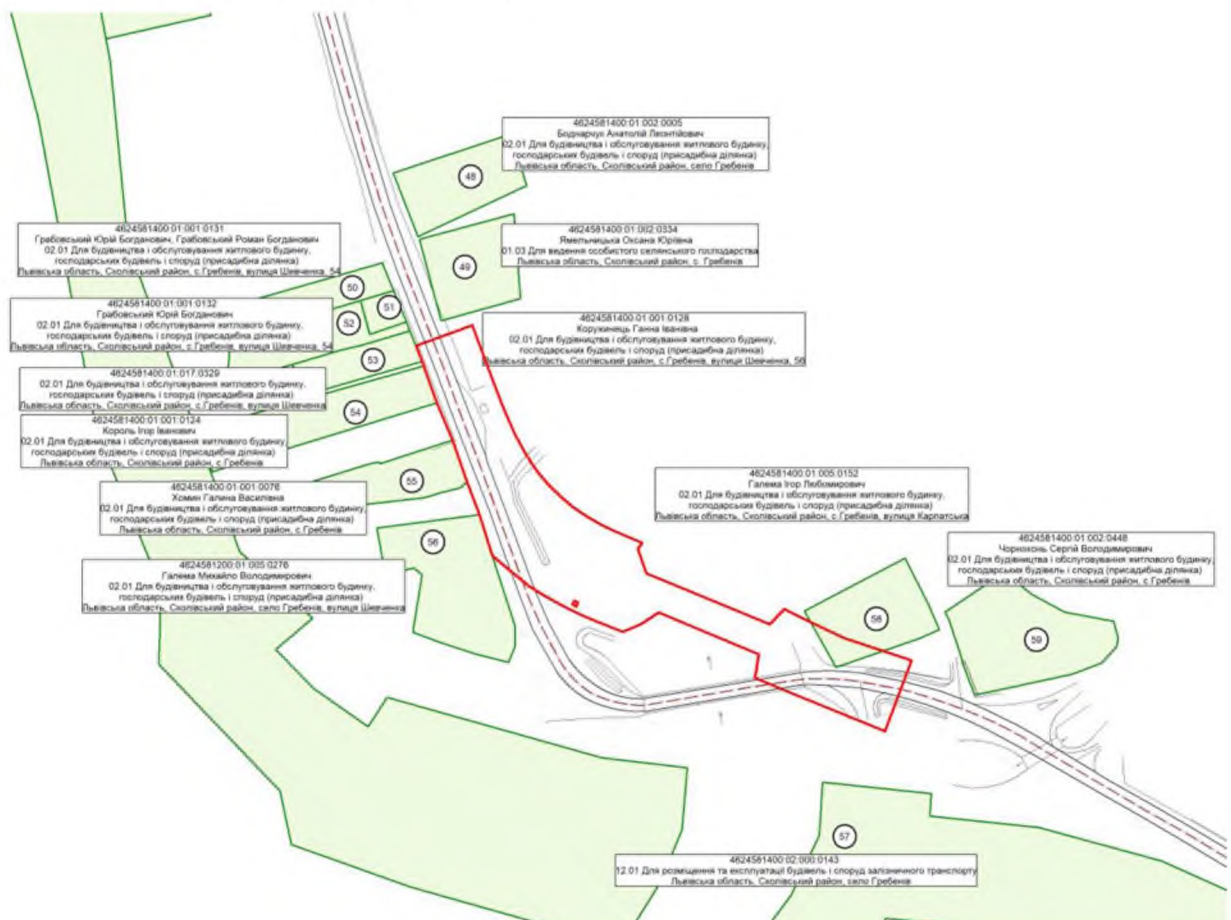 4624581400:01:002:0005
Боднарчук Анатолій Леонтійович
02.01 Для будівництва і обслуговування житлового будинку,
господарських будівель і споруд (присадибна ділянка)
Львівська область, Сколівський район, село Гребенів
48
4624581400:01:001:0131
Грабовський Юрій Богданович, Грабовський Роман Богданович
02.01 Для будівництва і обслуговування житлового будинку,
господарських будівель і споруд (присадибна ділянка)
Львівська область, Сколівський район, с.Гребенів, вулиця Шевченка, 54
4624581400:01:002:0334
Ямельницька Оксана Юріївна
01.03 Для ведення особистого селянського господарства
Львівська область, Сколівський район, с. Гребенів
49
50
51
52
53
54
55
56
4624581400:01:001:0132
Грабовський Юрій Богданович
02.01 Для будівництва і обслуговування житлового будинку,
господарських будівель і споруд (присадибна ділянка)
Львівська область, Сколівський район, с.Гребенів, вулиця Шевченка, 54
4624581400:01:001:0128
Коружинець Ганна Іванівна
02.01 Для будівництва і обслуговування житлового будинку,
господарських будівель і споруд (присадибна ділянка)
Львівська область, Сколівський район, с.Гребенів, вулиця Шевченка, 56
4624581400:01:017:0329
02.01 Для будівництва і обслуговування житлового будинку,
господарських будівель і споруд (присадибна ділянка)
Львівська область, Сколівський район, с.Гребенів, вулиця Шевченка
4624581400:01:001:0124
Король Ігор Іванович
02.01 Для будівництва і обслуговування житлового будинку,
господарських будівель і споруд (присадибна ділянка)
Львівська область, Сколівський район, с.Гребенів
4624581400:01:001:0076
Хомин Галина Василівна
02.01 Для будівництва і обслуговування житлового будинку,
господарських будівель і споруд (присадибна ділянка)
Львівська область, Сколівський район, с.Гребенів
4624581400:01:005:0152
Галема Ігор Любомирович
02.01 Для будівництва і обслуговування житлового будинку,
господарських будівель і споруд (присадибна ділянка)
Львівська область, Сколівський район, с.Гребенів, вулиця Карпатська
4624581200:01:005:0276
Галема Михайло Володимирович
02.01 Для будівництва і обслуговування житлового будинку,
господарських будівель і споруд (присадибна ділянка)
Львівська область, Сколівський район, село Гребенів, вулиця Шевченка
4624581400:01:002:0448
Чорноконь Сергій Володимирович
02.01 Для будівництва і обслуговування житлового будинку,
господарських будівель і споруд (присадибна ділянка)
Львівська область, Сколівський район, с.Гребенів
58
59
57
4624581400:02:000:0143
12.01 Для розміщення та експлуатації будівель і споруд залізничного транспорту
Львівська область, Сколівський район, село Гребенів